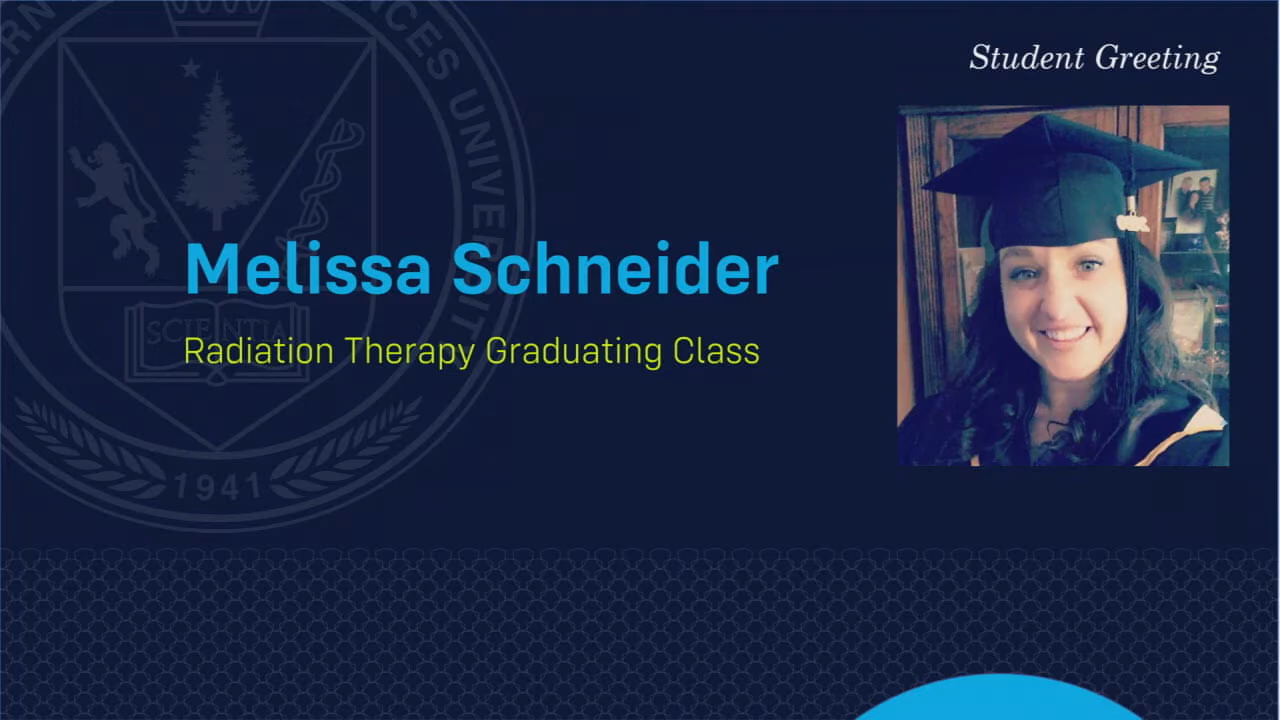 Student Greeting
Melissa Schneider
Radiation Therapy Graduating Class
SCIENTIA
1941